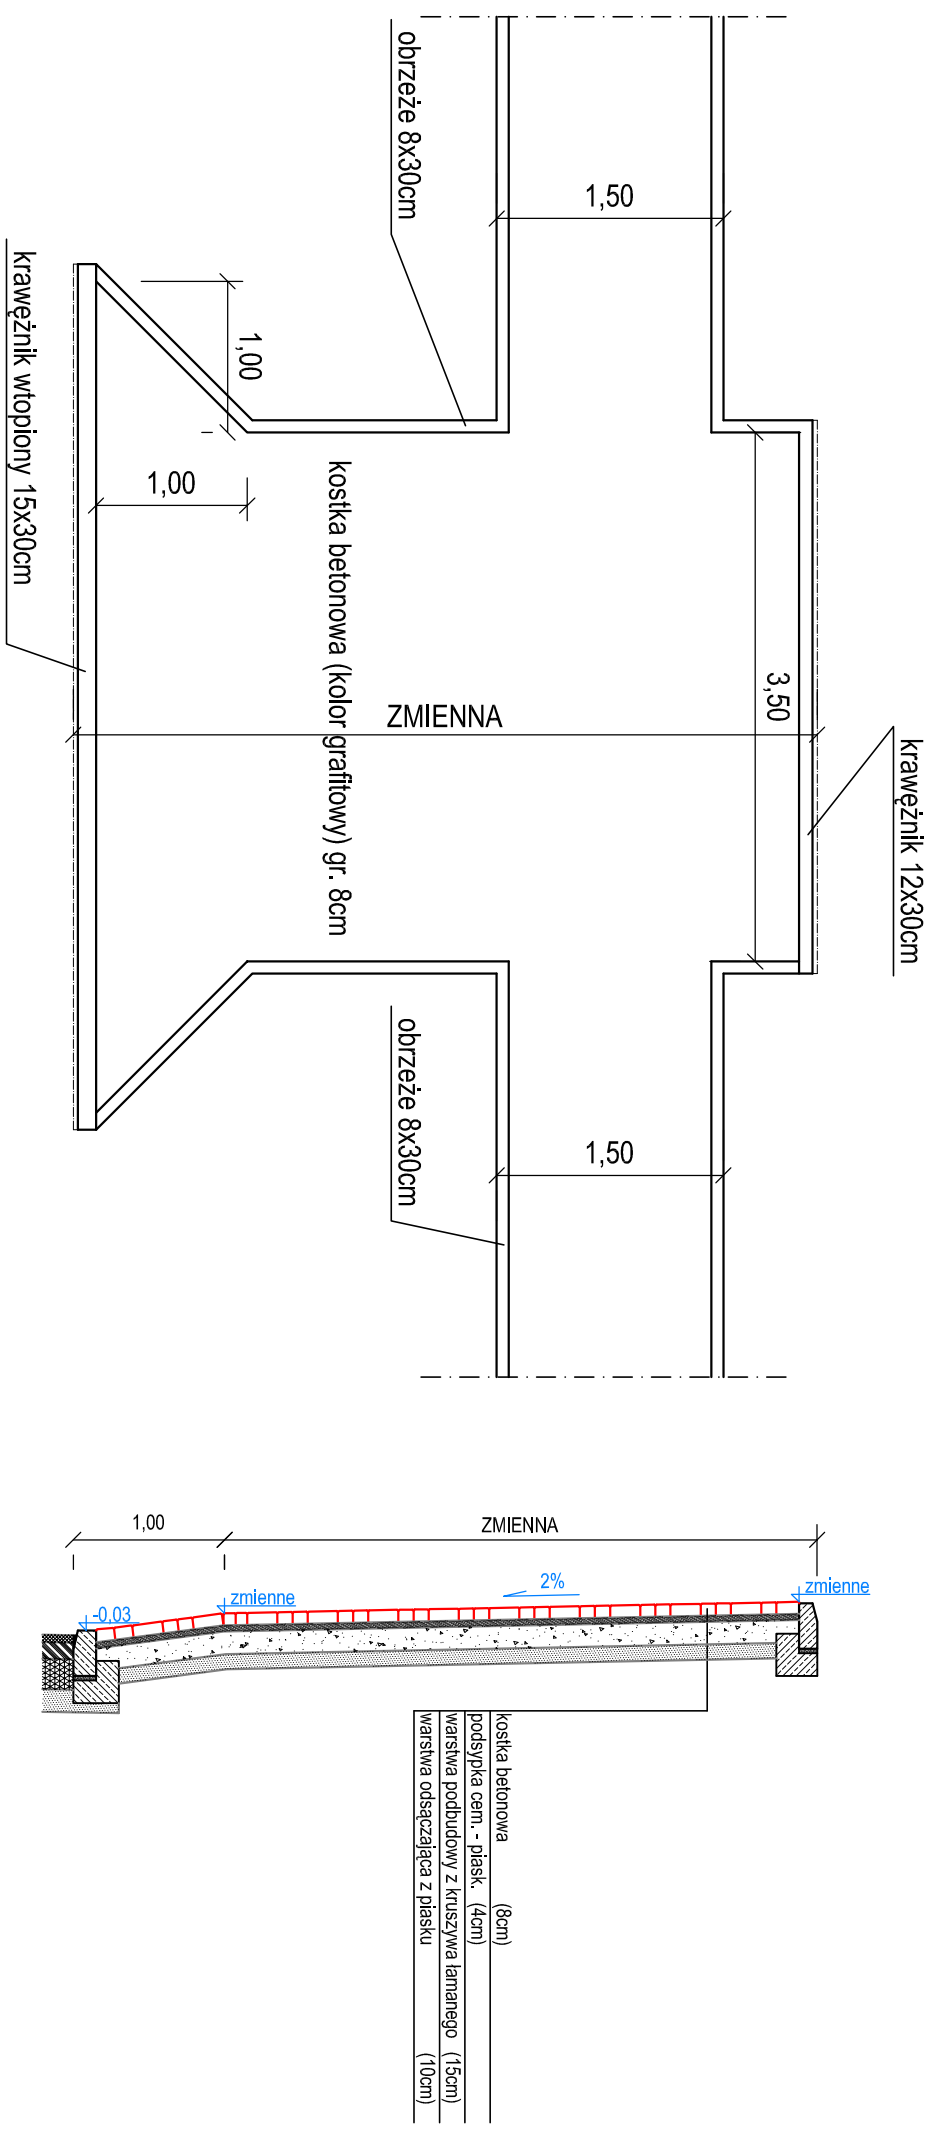 obrzeże 8x30cm
1,50
krawężnik wtopiony 15x30cm
1,00
1,00
kostka betonowa (kolor grafitowy) gr. 8cm
3,50
ZMIENNA
krawężnik 12x30cm
obrzeże 8x30cm
1,50
1,00
ZMIENNA
-0,03
zmienne
2%
zmienne
kostka betonowa (8cm)
podsypka cem. - piask. (4cm)
warstwa podbudowy z kruszywa łamanego (15cm)
warstwa odsączająca z piasku (10cm)